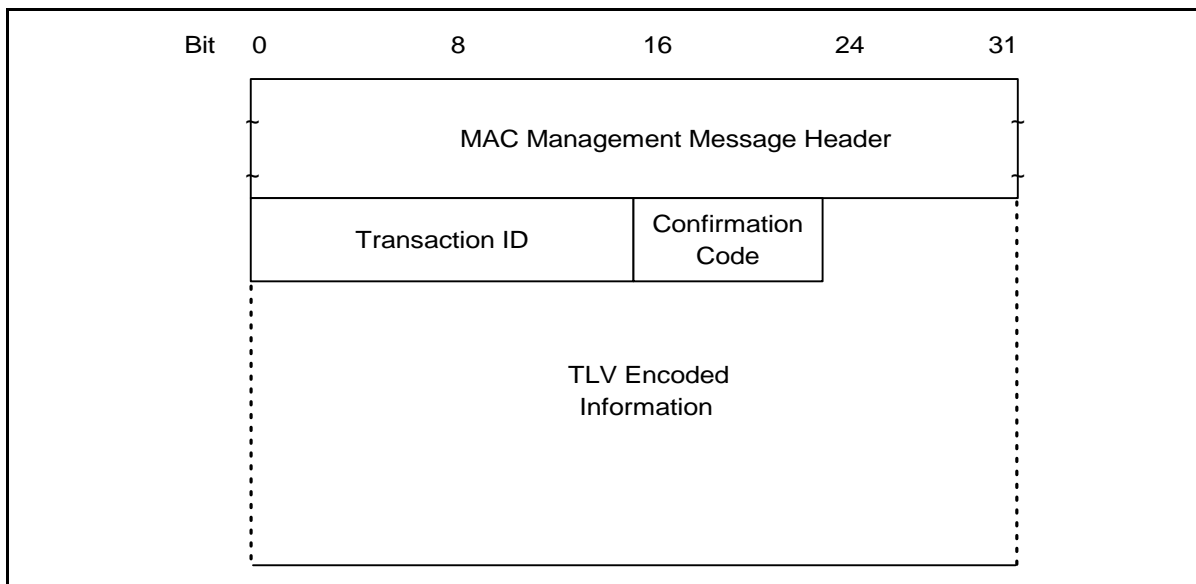 Bit 0 8 16 24 31
MAC Management Message Header
Transaction ID
Confirmation
Code
TLV Encoded
Information